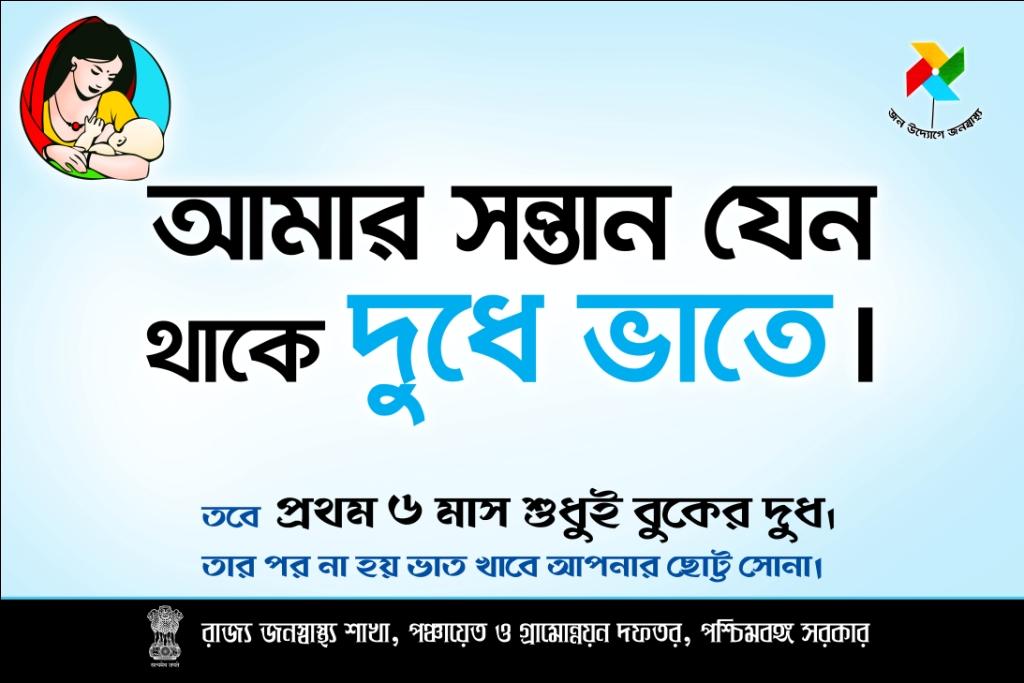 জন উদ্যোগে জনস্বাস্থ্য
আমার সন্তান যেন
থাকে দুধে ভাতে।
তবে প্রথম ৬ মাস শুধুই বুকের দুধ।
তার পর না হয় ভাত খাবে আপনার ছোট্ট সোনা।
রাজ্য জনস্বাস্থ্য শাখা, পঞ্চায়েত ও গ্রামোন্নয়ন দফতর, পশ্চিমবঙ্গ সরকার